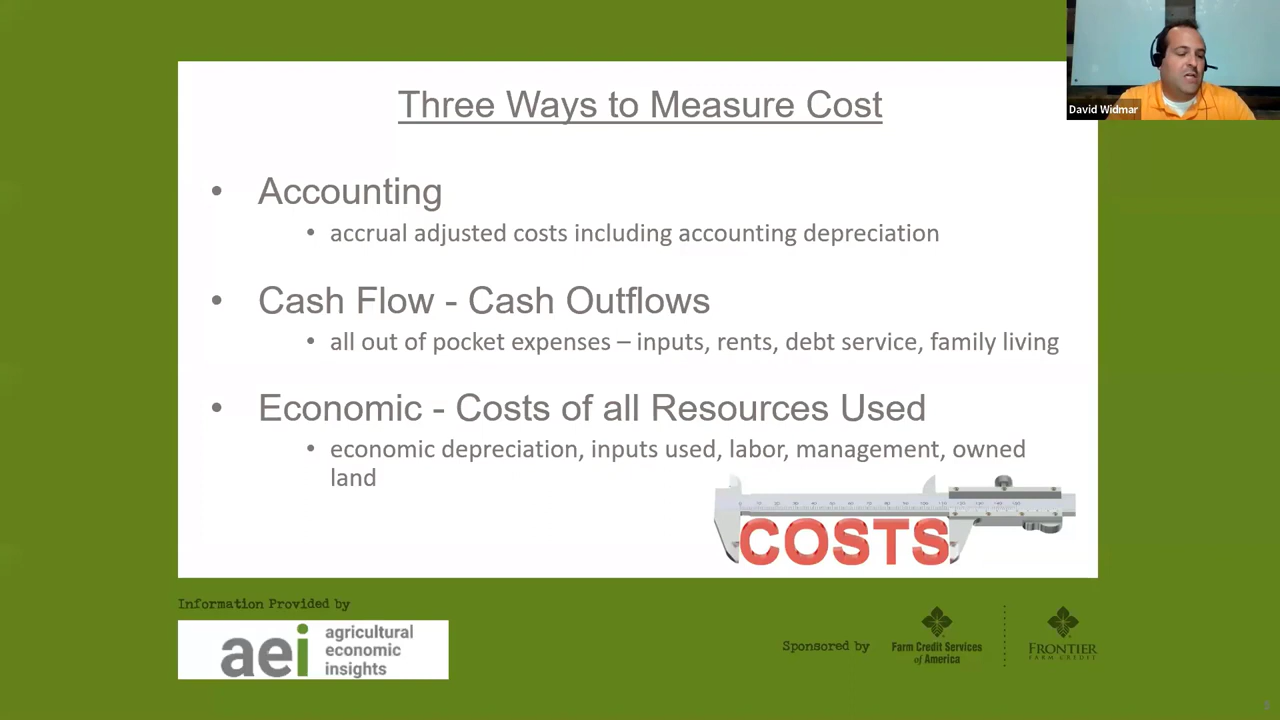 Three Ways to Measure Cost
• Accounting
• accrual adjusted costs including accounting depreciation
• Cash Flow - Cash Outflows
• all out of pocket expenses – inputs, rents, debt service, family living
• Economic - Costs of all Resources Used
• economic depreciation, inputs used, labor, management, owned
land
COSTS
David Widmar
Information Provided by
aei agricultural
economic
insights
Sponsored by
Farm Credit Services
of America
FRONTIER
FARM CREDIT